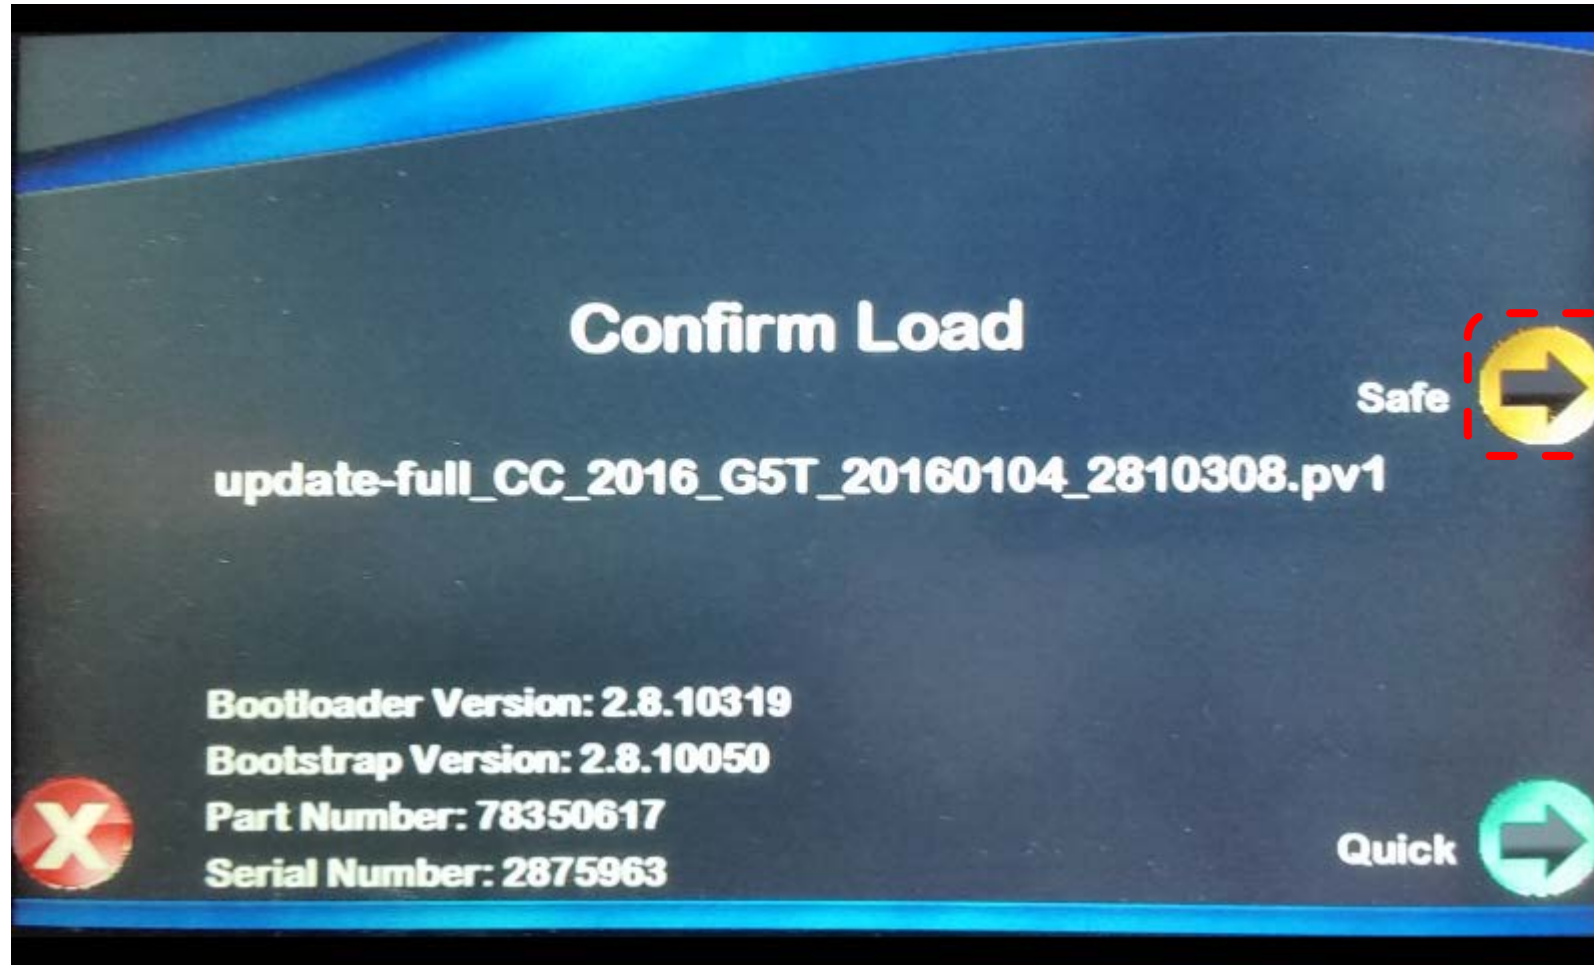 Confirm Load
Safe
update-full_CC_2016_G5T_20160104_2810308.pv1
Bootloader Version: 2.8.10319
Bootstrap Version: 2.8.10050
Part Number: 78350617
Serial Number: 2875963
X
Quick